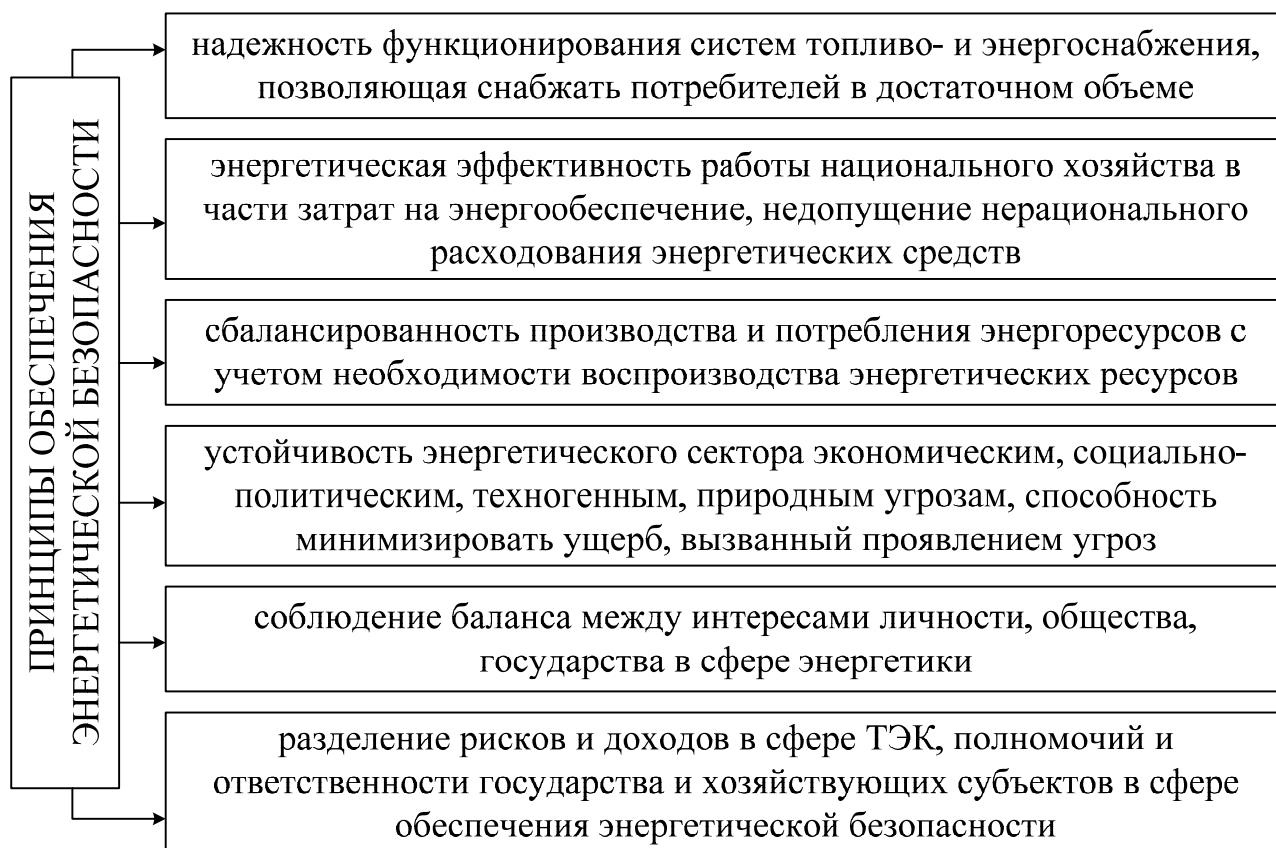 ПРИНЦИПЫ ОБЕСПЕЧЕНИЯ
ЭНЕРГЕТИЧЕСКОЙ БЕЗОПАСНОСТИ
надежность функционирования систем топливо- и энергоснабжения,
позволяющая снабжать потребителей в достаточном объеме
энергетическая эффективность работы национального хозяйства в
части затрат на энергообеспечение, недопущение нерационального
расходования энергетических средств
сбалансированность производства и потребления энергоресурсов с
учетом необходимости воспроизводства энергетических ресурсов
устойчивость энергетического сектора экономическим, социально-
политическим, техногенным, природным угрозам, способность
минимизировать ущерб, вызванный проявлением угроз
соблюдение баланса между интересами личности, общества,
государства в сфере энергетики
разделение рисков и доходов в сфере ТЭК, полномочий и
ответственности государства и хозяйствующих субъектов в сфере
обеспечения энергетической безопасности